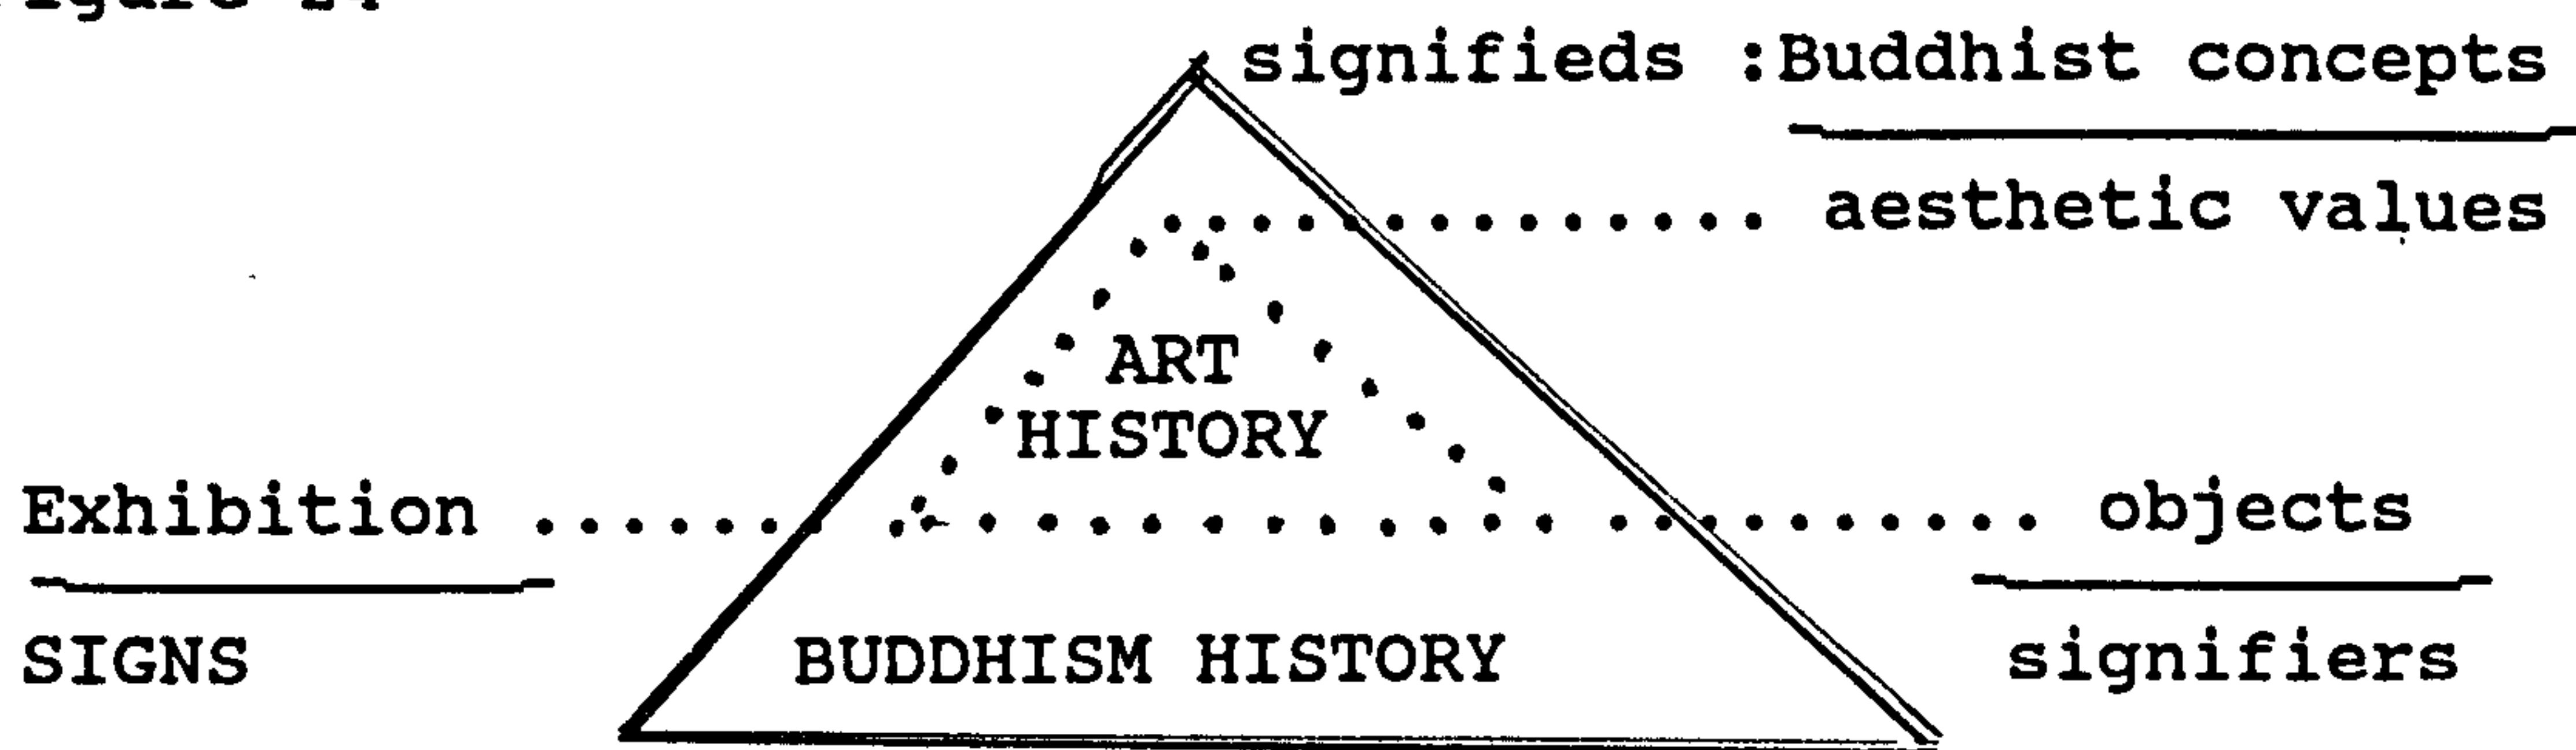 signifieds :Buddhist concepts
aesthetic values
ART
HISTORY
Exhibition objects
SIGNS BUDDHISM HISTORY signifiers